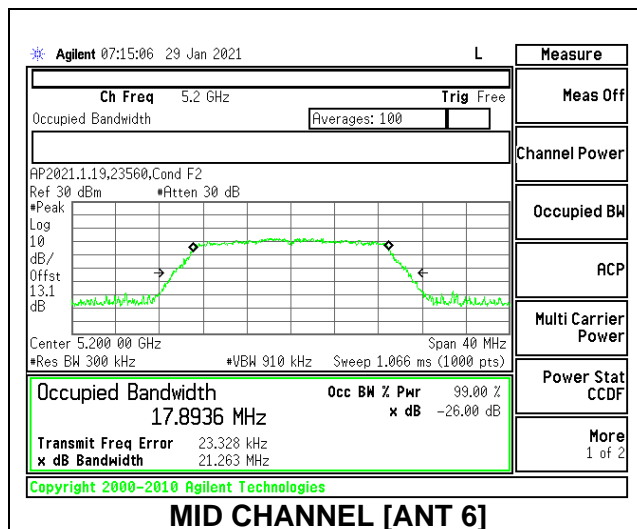 Agilent 07:15:06 29 Jan 2021 L
Measure
Ch Freq 5.2 GHz Trig Free
Meas Off
Occupied Bandwidth Averages: 100
Channel Power
AP2021.1.19,23560,Cond F2
Ref 30 dBm #Atten 30 dB
#Peak
Log
10
dB/
Offst
13.1
dB
Occupied BW
ACP
Multi Carrier
Power
Center 5.200 00 GHz Span 40 MHz
#Res BW 300 kHz #VBW 910 kHz Sweep 1.066 ms (1000 pts)
Power Stat
CCDF
Occupied Bandwidth Occ BW % Pwr 99.00 %
17.8936 MHz x dB -26.00 dB
Transmit Freq Error 23.328 kHz
x dB Bandwidth 21.263 MHz
More
1 of 2
Copyright 2000-2010 Agilent Technologies
MID CHANNEL [ANT 6]